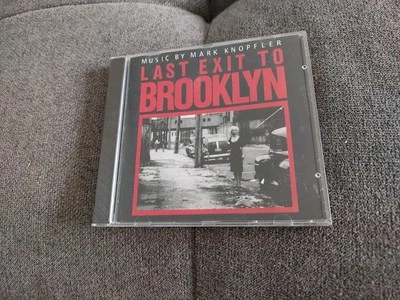 MUSIC BY MARK KNOPFLER
LAST EXIT TO
BROOKLYN